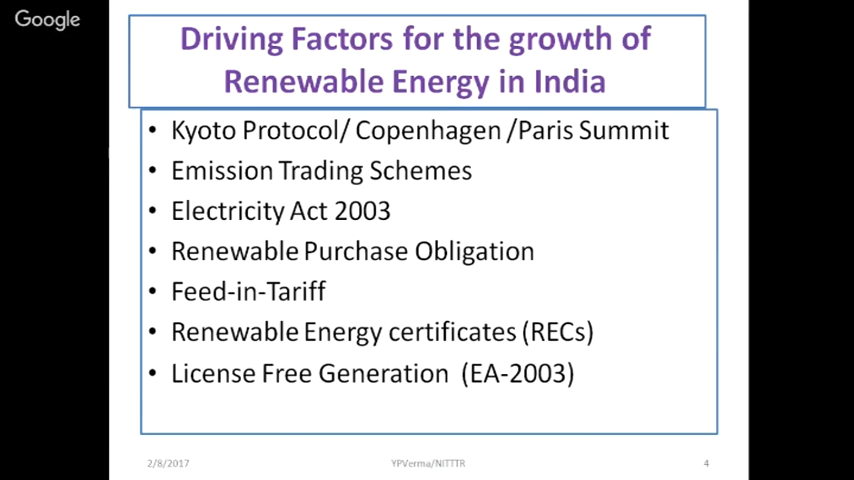 Google
Driving Factors for the growth of
Renewable Energy in India
• Kyoto Protocol/ Copenhagen /Paris Summit
• Emission Trading Schemes
• Electricity Act 2003
• Renewable Purchase Obligation
• Feed-in-Tariff
• Renewable Energy certificates (RECs)
• License Free Generation (EA-2003)
2/8/2017 YPVerma/NITTTR 4